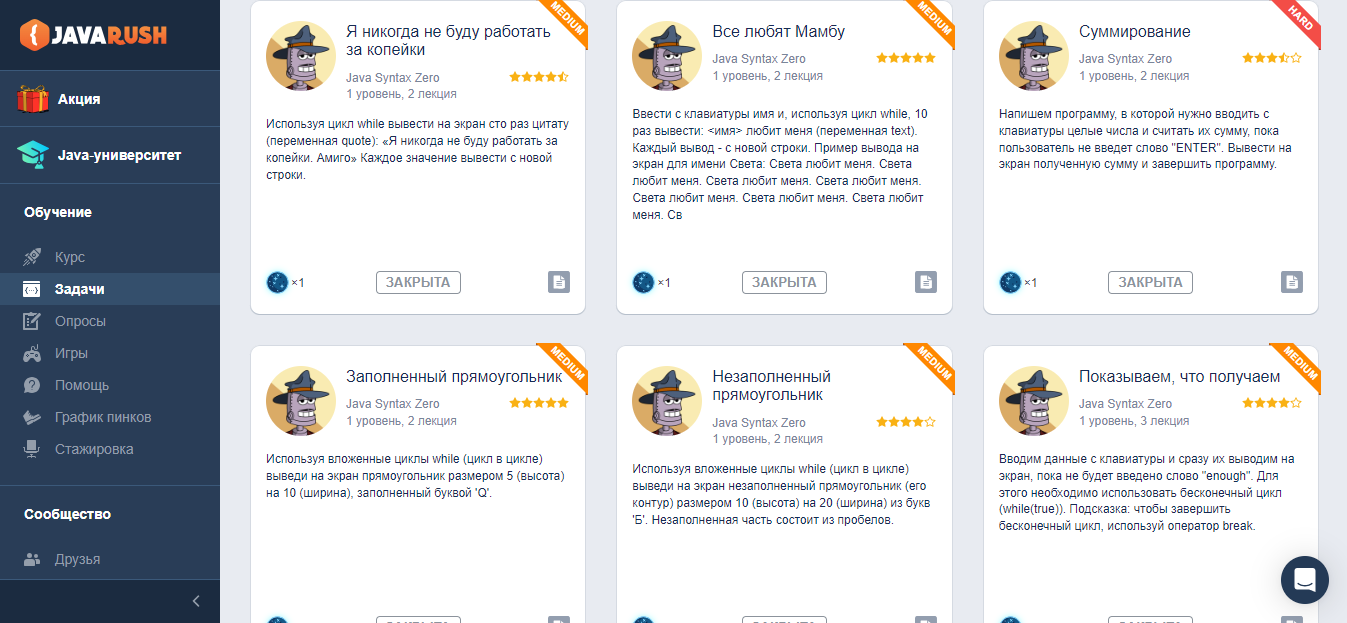 JAVARUSH
Акция
Java-университет
Обучение
Курс
Задачи
Опросы
Игры
Помощь
График пинков
Стажировка
Сообщество
Друзья
MEDIUM
Я никогда не буду работать
за копейки
Java Syntax Zero
1 уровень, 2 лекция
Используя цикл while вывести на экран сто раз цитату
(переменная quote): «Я никогда не буду работать за
копейки. Амиго» Каждое значение вывести с новой
строки.
×1
ЗАКРЫТА
MEDIUM
Все любят Мамбу
Java Syntax Zero
1 уровень, 2 лекция
Ввести с клавиатуры имя и, используя цикл while, 10
раз вывести: <имя> любит меня (переменная text).
Каждый вывод - с новой строки. Пример вывода на
экран для имени Света: Света любит меня. Света
любит меня. Света любит меня. Света любит меня.
Света любит меня. Света любит меня. Света любит
меня. Св
×1
ЗАКРЫТА
HARD
Суммирование
Java Syntax Zero
1 уровень, 2 лекция
Напишем программу, в которой нужно вводить с
клавиатуры целые числа и считать их сумму, пока
пользователь не введет слово "ENTER". Вывести на
экран полученную сумму и завершить программу.
×1
ЗАКРЫТА
MEDIUM
Заполненный прямоугольник
Java Syntax Zero
1 уровень, 2 лекция
Используя вложенные циклы while (цикл в цикле)
выведи на экран прямоугольник размером 5 (высота)
на 10 (ширина), заполненный буквой 'Q'.
MEDIUM
Незаполненный
прямоугольник
Java Syntax Zero
1 уровень, 2 лекция
Используя вложенные циклы while (цикл в цикле)
выведи на экран незаполненный прямоугольник (его
контур) размером 10 (высота) на 20 (ширина) из букв
'Б'. Незаполненная часть состоит из пробелов.
MEDIUM
Показываем, что получаем
Java Syntax Zero
1 уровень, 3 лекция
Вводим данные с клавиатуры и сразу их выводим на
экран, пока не будет введено слово "enough". Для
этого необходимо использовать бесконечный цикл
(while(true)). Подсказка: чтобы завершить
бесконечный цикл, используй оператор break.